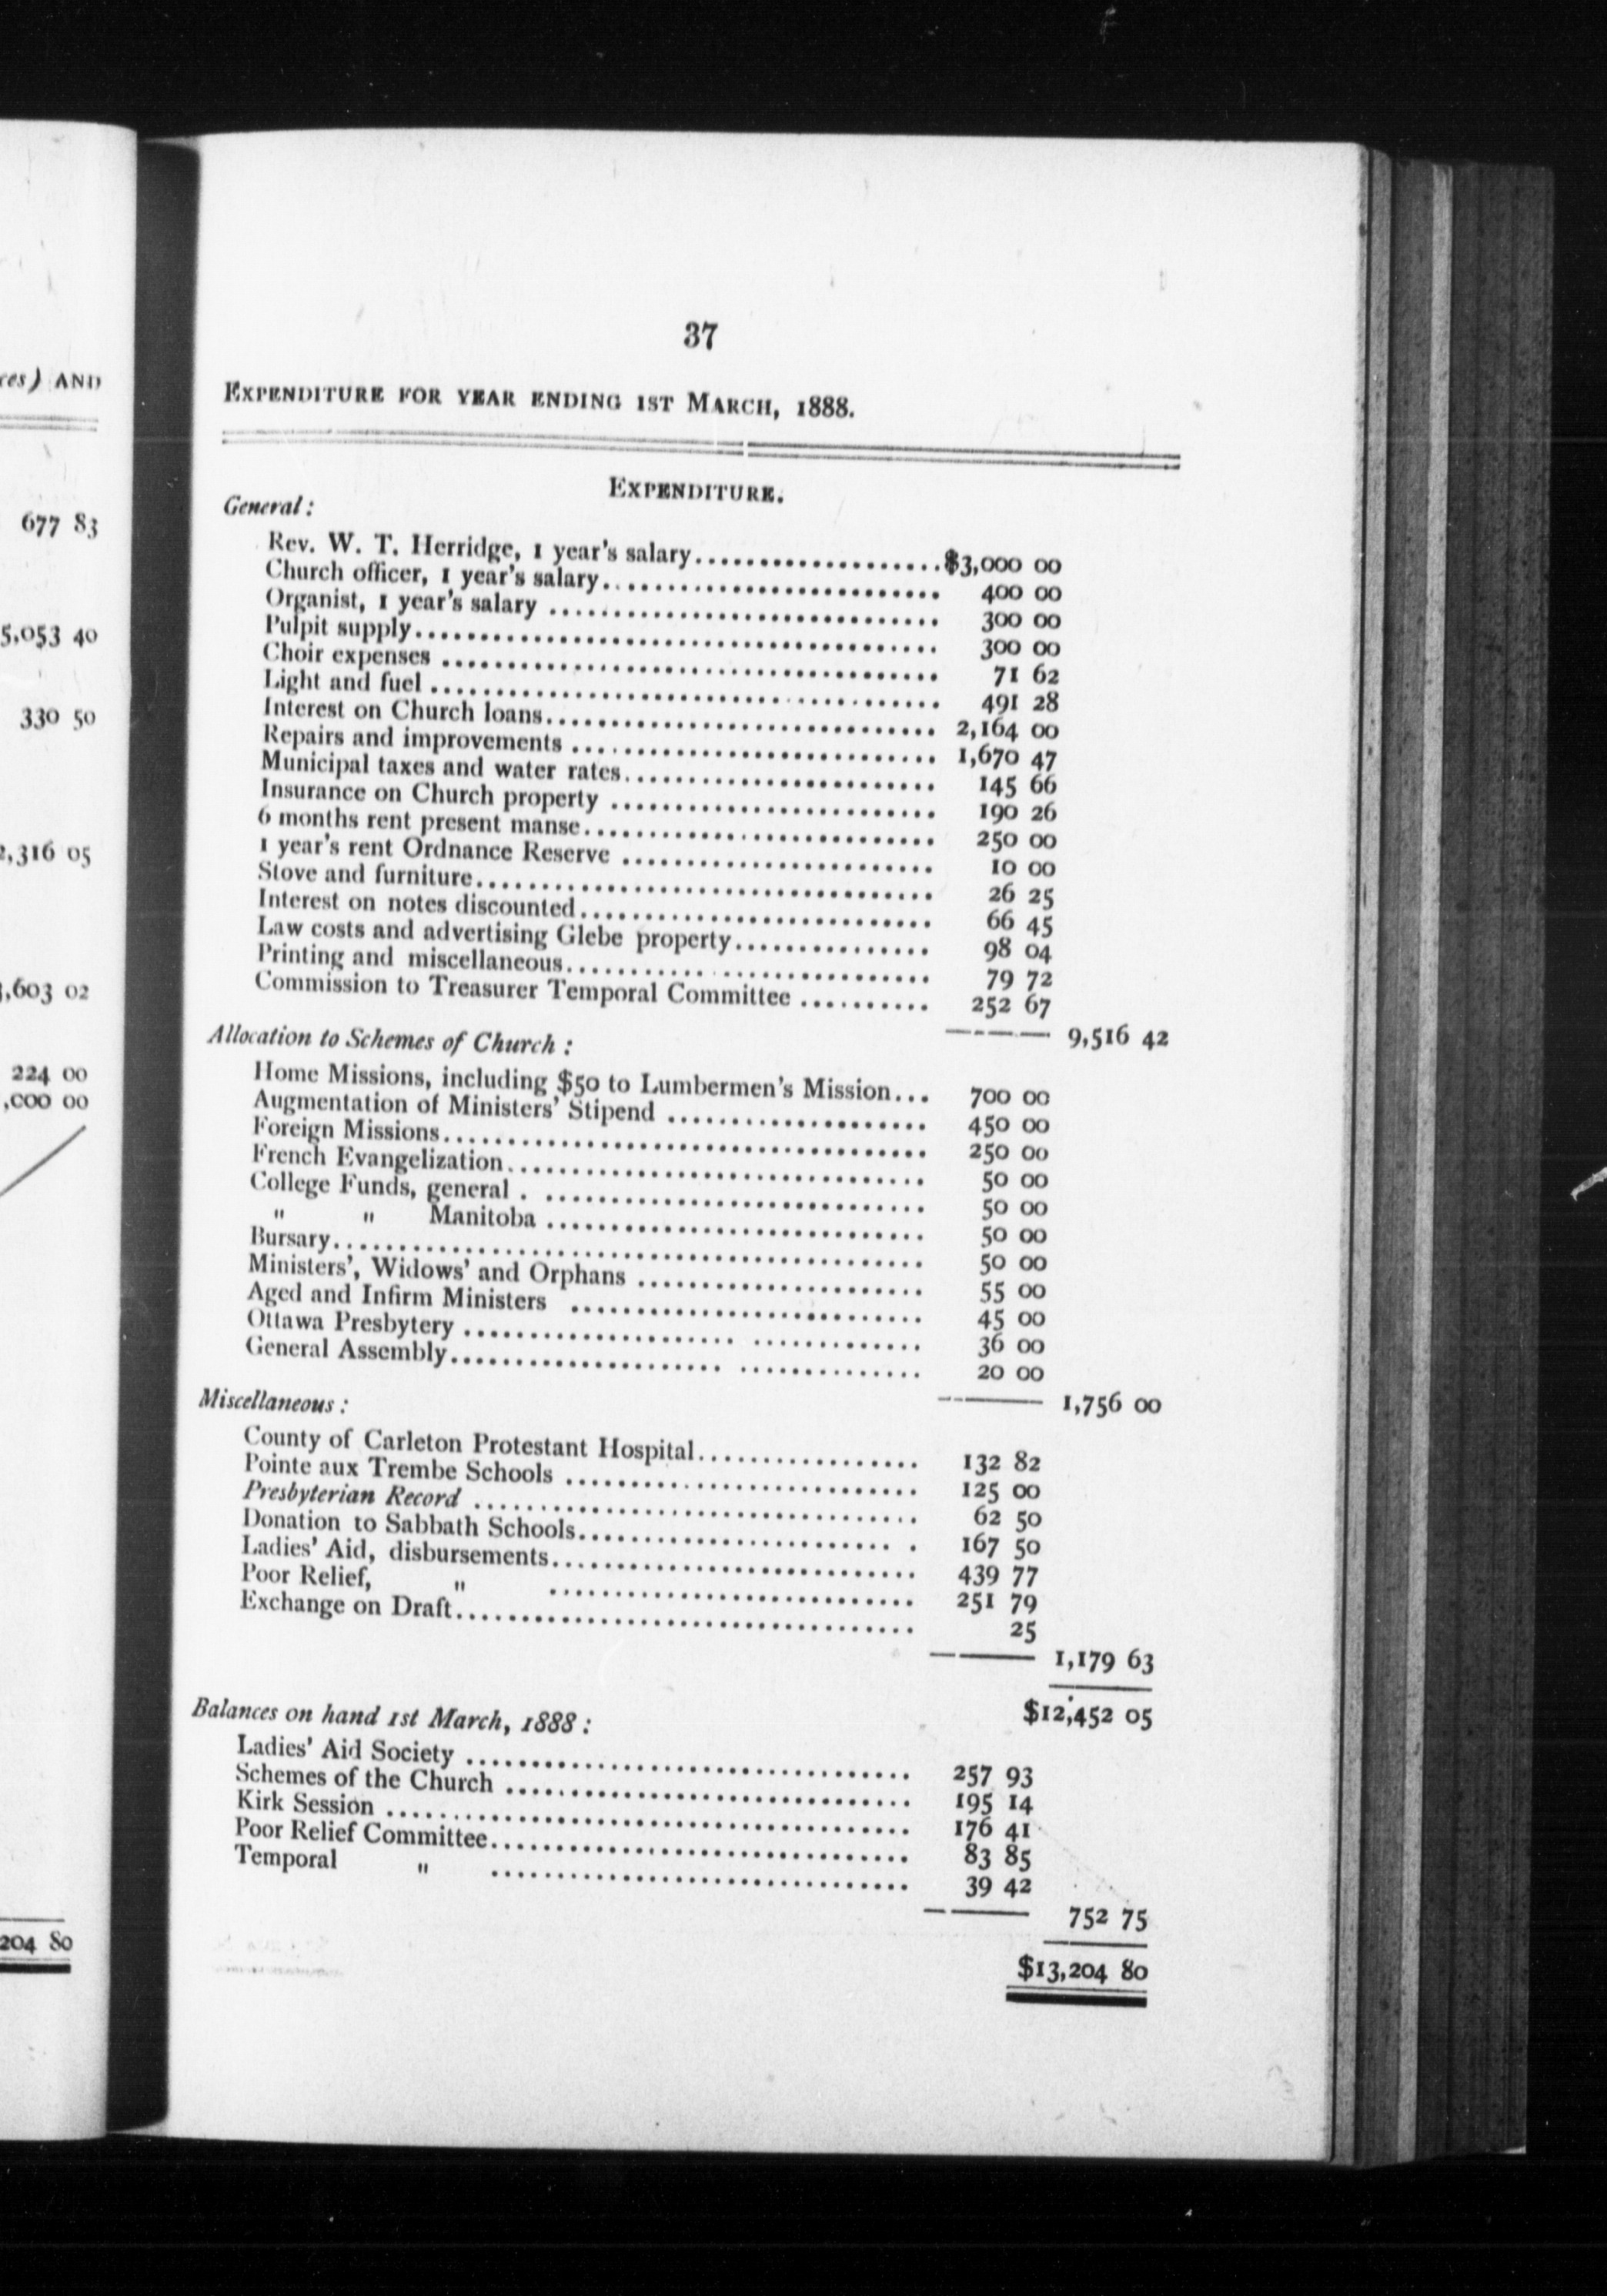 ces) AND
677 83
5,053 40
330 50
2,316 05
,603 02
224 00
,000 00
204 80
37
EXPENDITURE FOR YEAR ENDING 1ST MARCH, 1888.
EXPENDITURE.
General :
Rev. W. T. Herridge, 1 year's salary................... $3,000 00
Church officer, 1 year's salary.......................... 400 00
Organist, 1 year's salary .............................. 300 00
Pulpit supply........................................ 300 00
Choir expenses ...................................... 71 62
Light and fuel ....................................... 491 28
Interest on Church loans.............................. 2,164 00
Repairs and improvements ............................ 1,670 47
Municipal taxes and water rates........................ 145 66
Insurance on Church property ......................... 190 26
6 months rent present manse........................... 250 00
1 year's rent Ordnance Reserve ........................ 10 00
Stove and furniture................................... 26 25
Interest on notes discounted........................... 66 45
Law costs and advertising Glebe property............... 98 04
Printing and miscellaneous............................ 79 72
Commission to Treasurer Temporal Committee .......... 252 67
9,516 42
Allocation to Schemes of Church :
Home Missions, including $50 to Lumbermen's Mission... 700 00
Augmentation of Ministers' Stipend .................... 450 00
Foreign Missions..................................... 250 00
French Evangelization................................ 50 00
College Funds, general . ............................. 50 00
" " Manitoba ............................. 50 00
Bursary............................................. 50 00
Ministers', Widows' and Orphans ...................... 55 00
Aged and Infirm Ministers ........................... 45 00
Ottawa Presbytery ................................... 36 00
General Assembly.................................... 20 00
1,756 00
Miscellaneous :
County of Carleton Protestant Hospital................. 132 82
Pointe aux Trembe Schools ........................... 125 00
Presbyterian Record .................................. 62 50
Donation to Sabbath Schools.......................... 167 50
Ladies' Aid, disbursements............................ 439 77
Poor Relief, " ............................ 251 79
Exchange on Draft................................... 25
1,179 63
$12,452 05
Balances on hand 1st March, 1888 :
Ladies' Aid Society .................................. 257 93
Schemes of the Church ............................... 195 14
Kirk Session ........................................ 176 41
Poor Relief Committee................................ 83 85
Temporal " ................................ 39 42
752 75
$13,204 80